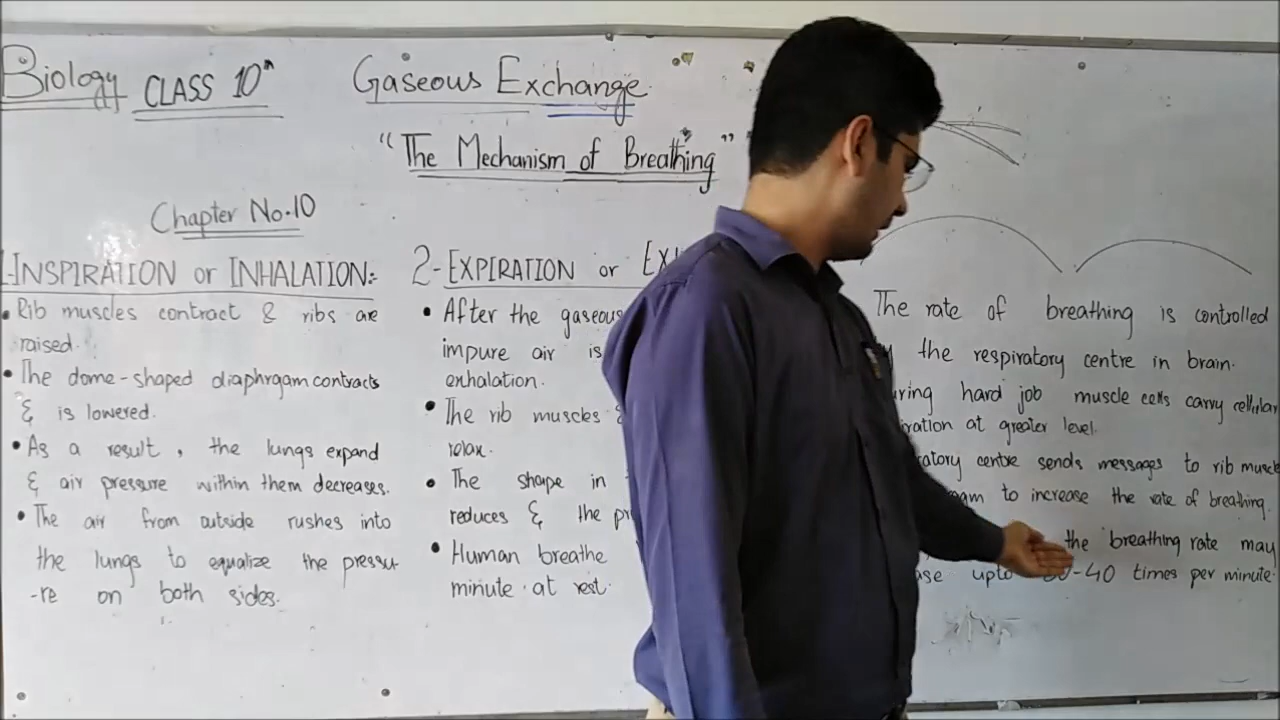 Biology CLASS 10th
Gaseous Exchange
"The Mechanism of Breathing"
Chapter No.10
1-INSPIRATION or INHALATION:
• Rib muscles contract & ribs are
raised.
• The dome-shaped diaphragm contracts
& is lowered.
• As a result, the lungs expand
& air pressure within them decreases.
• The air from outside rushes into
the lungs to equalize the pressu
-re on both sides.
2-EXPIRATION or
• After the gaseous
impure air is
exhalation.
• The rib muscles &
relax.
• The shape in
reduces & the
• Human breathe
minute at rest.
The rate of breathing is controlled
the respiratory centre in brain.
hard job muscle cells carry cellular
at greater level.
centre sends messages to rib muscle
to increase the rate of breathing.
the breathing rate may
upto -40 times per minute.